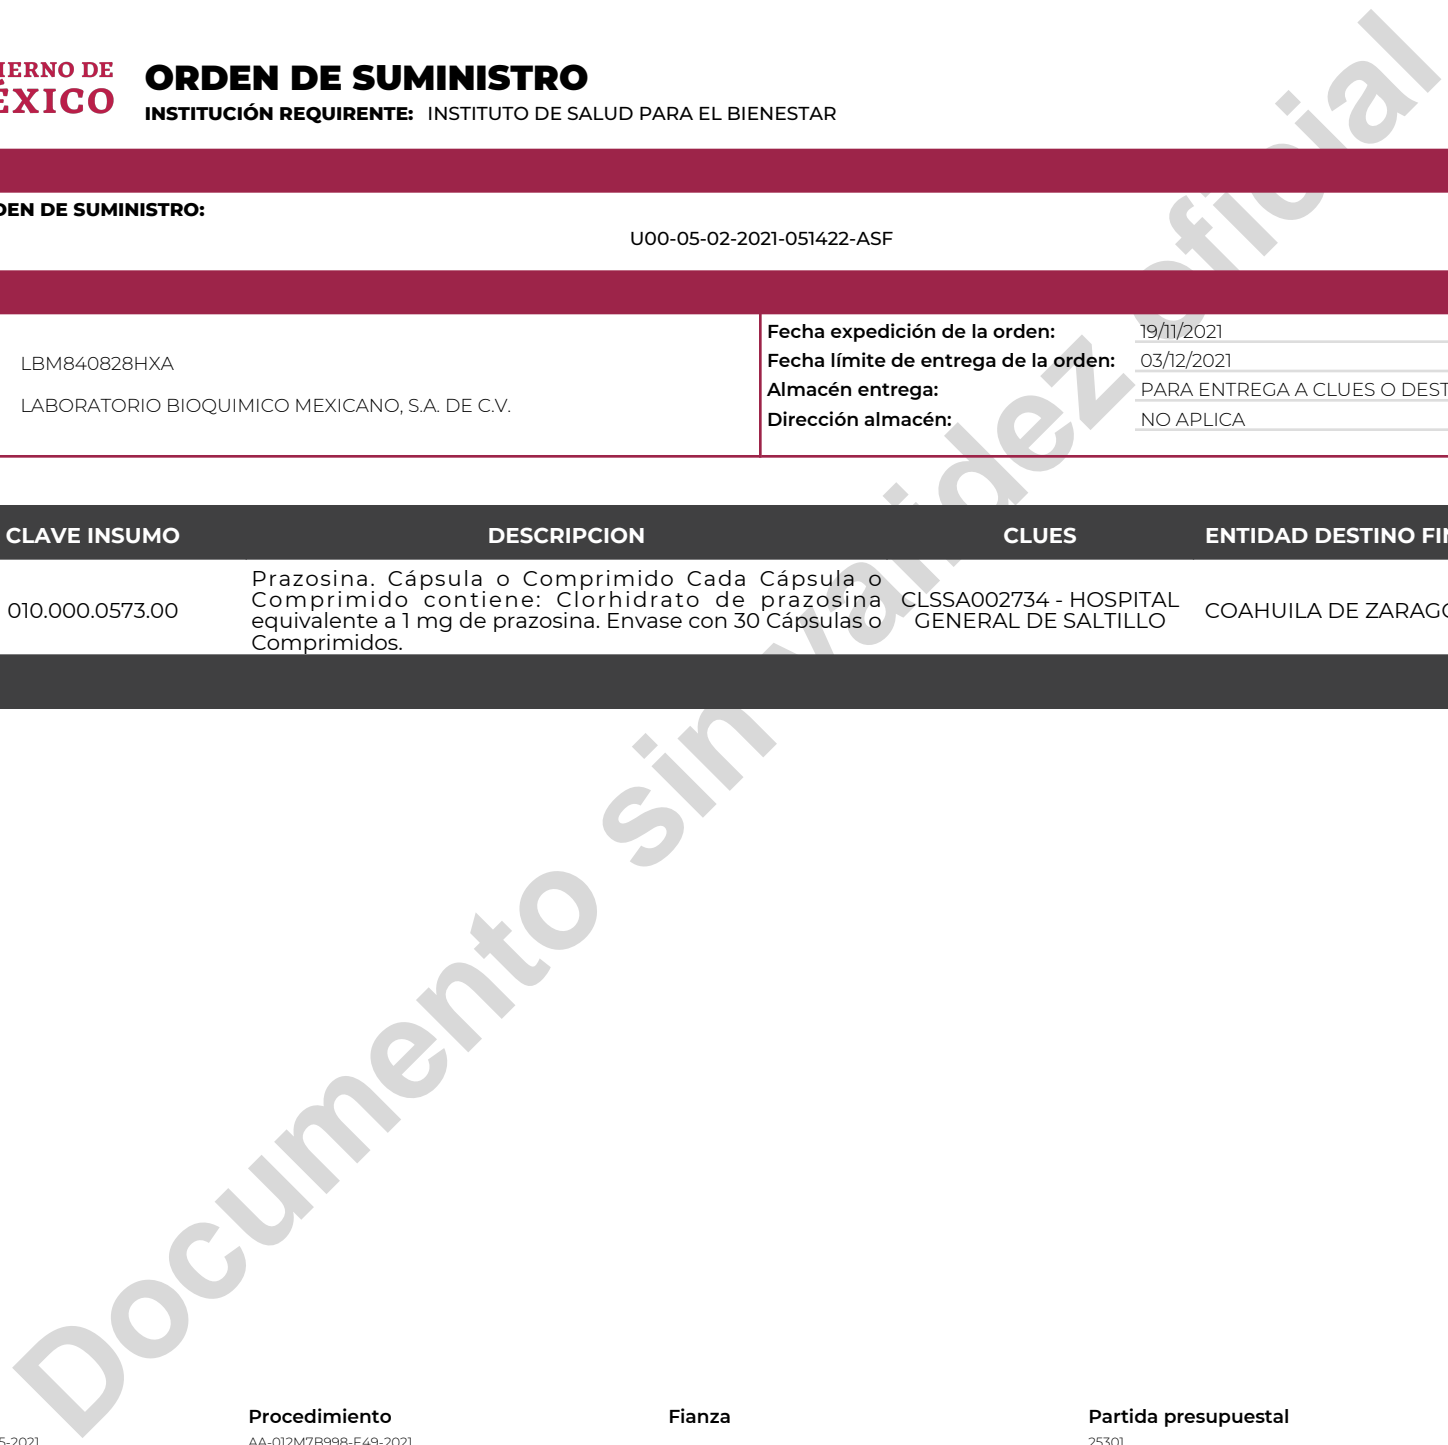 IERNO DE
ÉXICO
ORDEN DE SUMINISTRO
INSTITUCIÓN REQUIRENTE: INSTITUTO DE SALUD PARA EL BIENESTAR
DEN DE SUMINISTRO:
U00-05-02-2021-051422-ASF
LBM840828HXA
LABORATORIO BIOQUIMICO MEXICANO, S.A. DE C.V.
Fecha expedición de la orden: 19/11/2021
Fecha límite de entrega de la orden: 03/12/2021
Almacén entrega: PARA ENTREGA A CLUES O DEST
Dirección almacén: NO APLICA
CLAVE INSUMO DESCRIPCION CLUES ENTIDAD DESTINO FIN
010.000.0573.00
Prazosina. Cápsula o Comprimido Cada Cápsula o
Comprimido contiene: Clorhidrato de prazosina
equivalente a 1 mg de prazosina. Envase con 30 Cápsulas o
Comprimidos.
CLSSA002734 - HOSPITAL
GENERAL DE SALTILLO
COAHUILA DE ZARAGO
Documento sin validez oficial
Procedimiento Fianza Partida presupuestal
5-2021 AA-012M7B998-E49-2021 25301